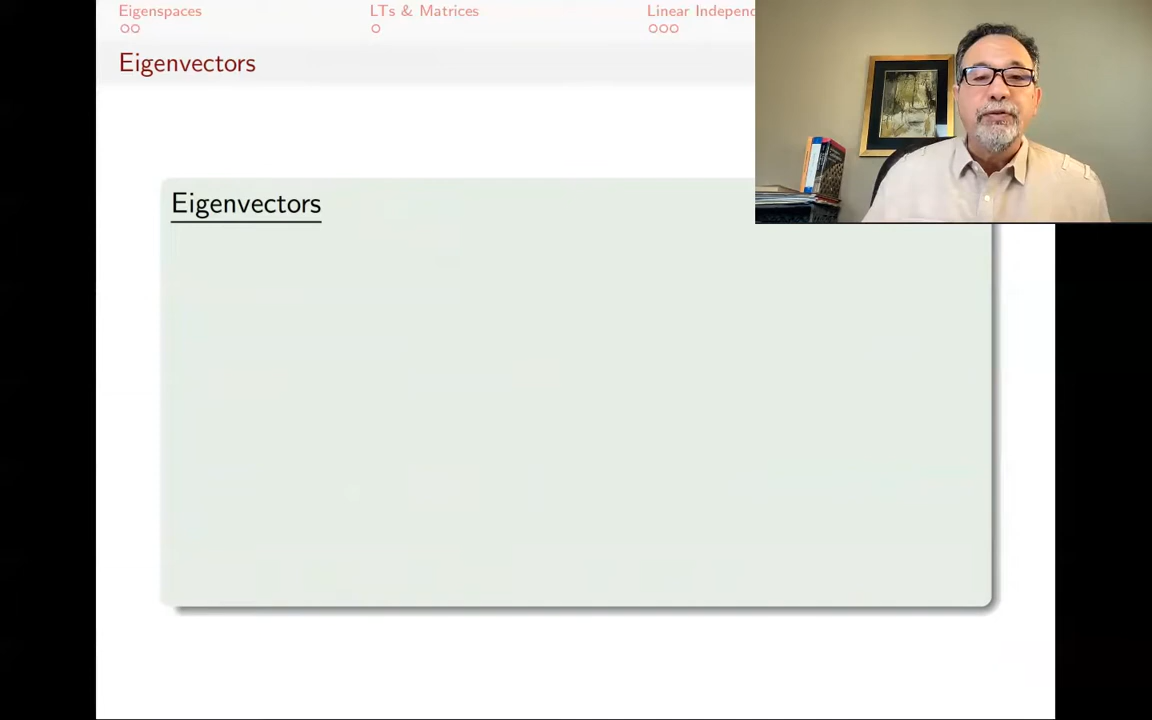 Eigenspaces
LTs & Matrices
Linear Independ
Eigenvectors
Eigenvectors